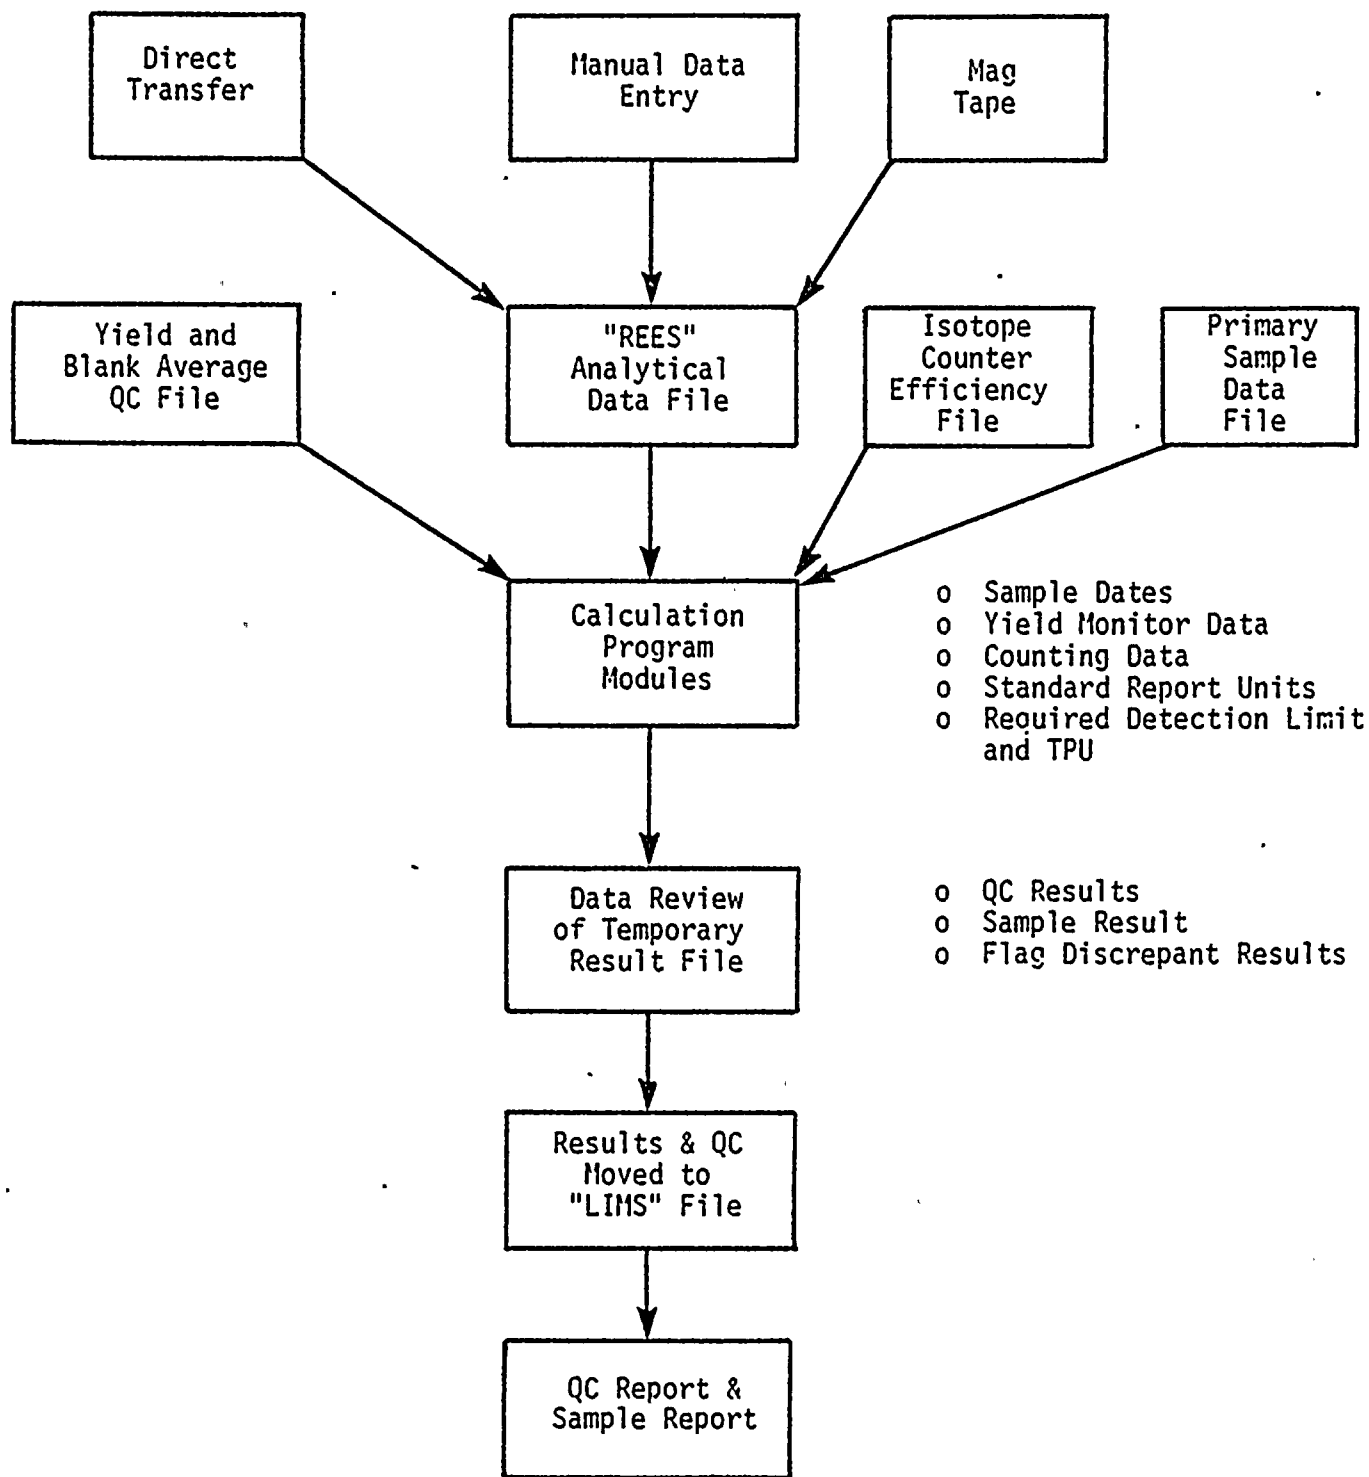 Direct
Transfer
Manual Data
Entry
Mag
Tape
Yield and
Blank Average
QC File
"REES"
Analytical
Data File
Isotope
Counter
Efficiency
File
Primary
Sample
Data
File
Calculation
Program
Modules
o Sample Dates
o Yield Monitor Data
o Counting Data
o Standard Report Units
o Required Detection Limit
and TPU
Data Review
of Temporary
Result File
o QC Results
o Sample Result
o Flag Discrepant Results
Results & QC
Moved to
"LIMS" File
QC Report &
Sample Report